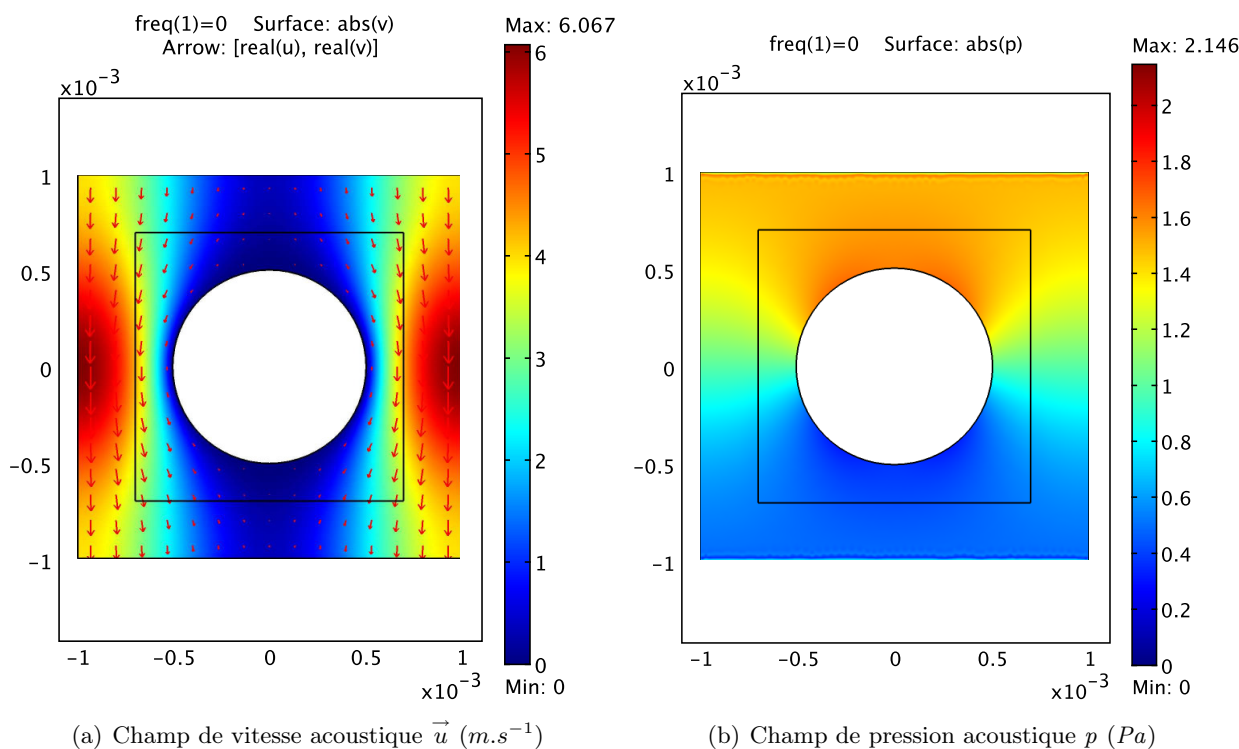 freq(1)=0 Surface: abs(v)
Arrow: [real(u), real(v)]
Max: 6.067
x10⁻³
1
0.5
0
−0.5
−1
−1 −0.5 0 0.5 1
x10⁻³
6
5
4
3
2
1
0
Min: 0
(a) Champ de vitesse acoustique →u (m.s⁻¹)
freq(1)=0 Surface: abs(p)
Max: 2.146
x10⁻³
1
0.5
0
−0.5
−1
−1 −0.5 0 0.5 1
x10⁻³
2
1.8
1.6
1.4
1.2
1
0.8
0.6
0.4
0.2
0
Min: 0
(b) Champ de pression acoustique p (Pa)